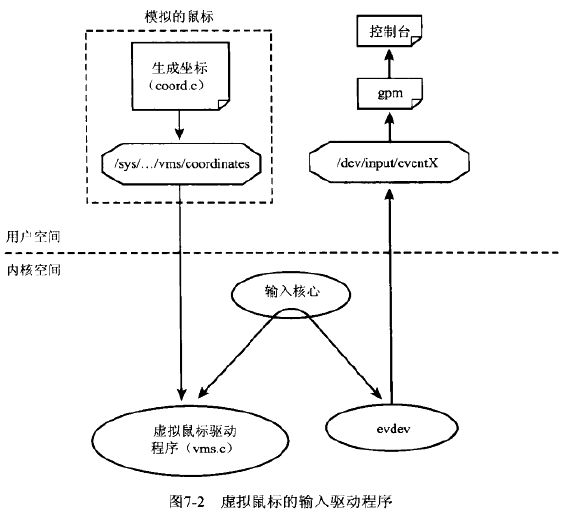 模拟的鼠标
生成坐标
（coord.c）
/sys/…/vms/coordinates
控制台
gpm
/dev/input/eventX
用户空间
内核空间
输入核心
虚拟鼠标驱动
程序（vms.c）
evdev
图7-2 虚拟鼠标的输入驱动程序